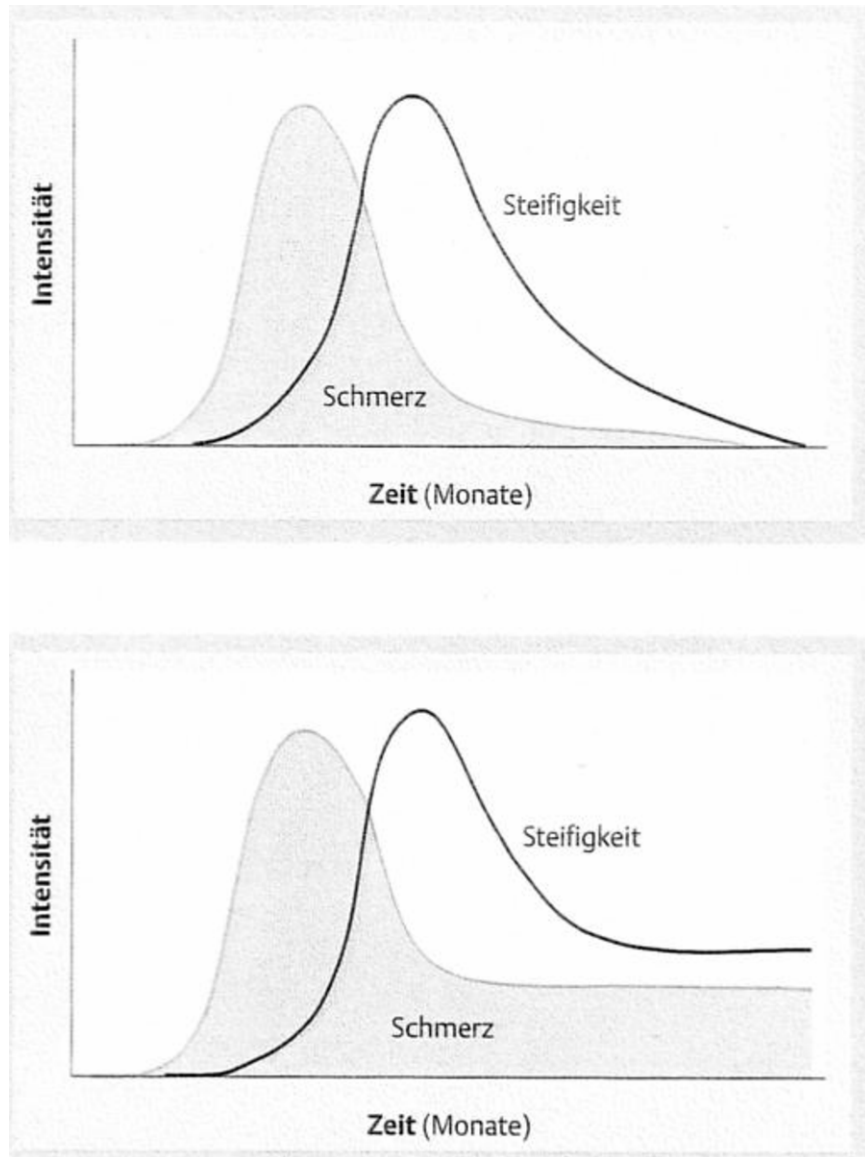 Intensität
Steifigkeit
Schmerz
Zeit (Monate)
Intensität
Steifigkeit
Schmerz
Zeit (Monate)